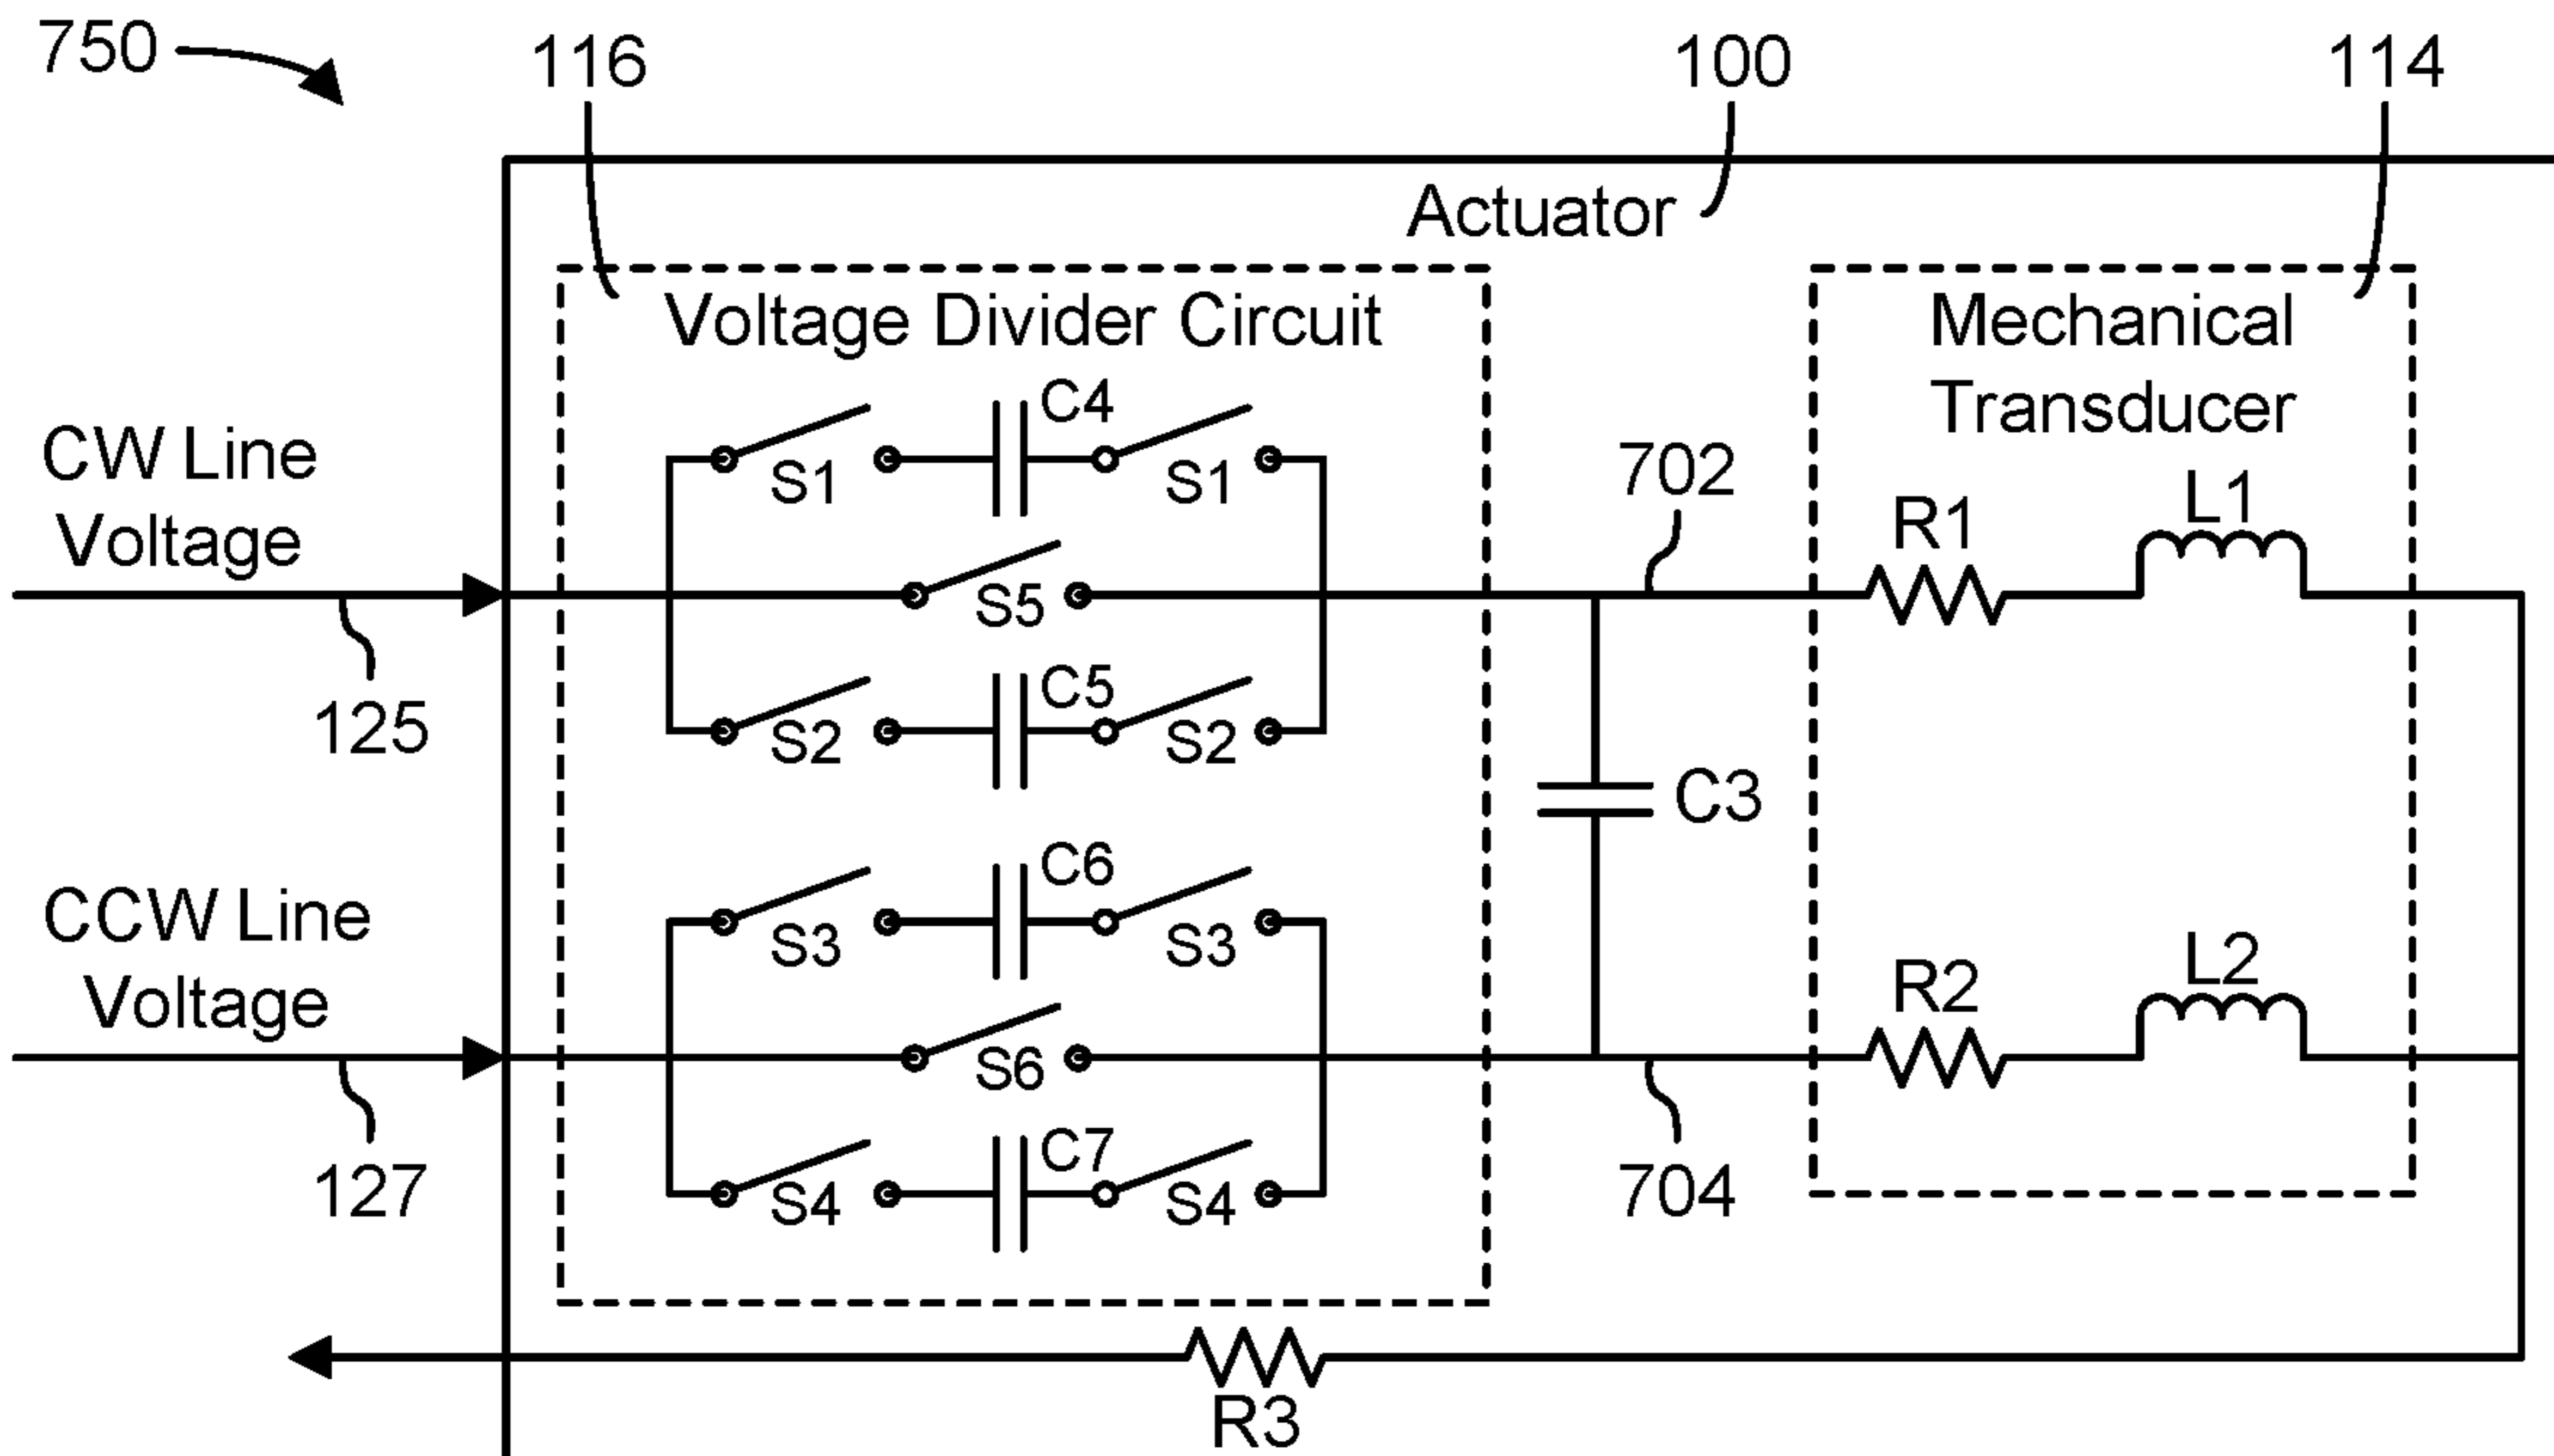 750
116
100
114
Actuator
Voltage Divider Circuit
Mechanical
Transducer
CW Line
Voltage
125
C4
S1
S1
S5
C5
S2
S2
702
R1
L1
C3
CCW Line
Voltage
127
C6
S3
S3
S6
C7
S4
S4
704
R2
L2
R3